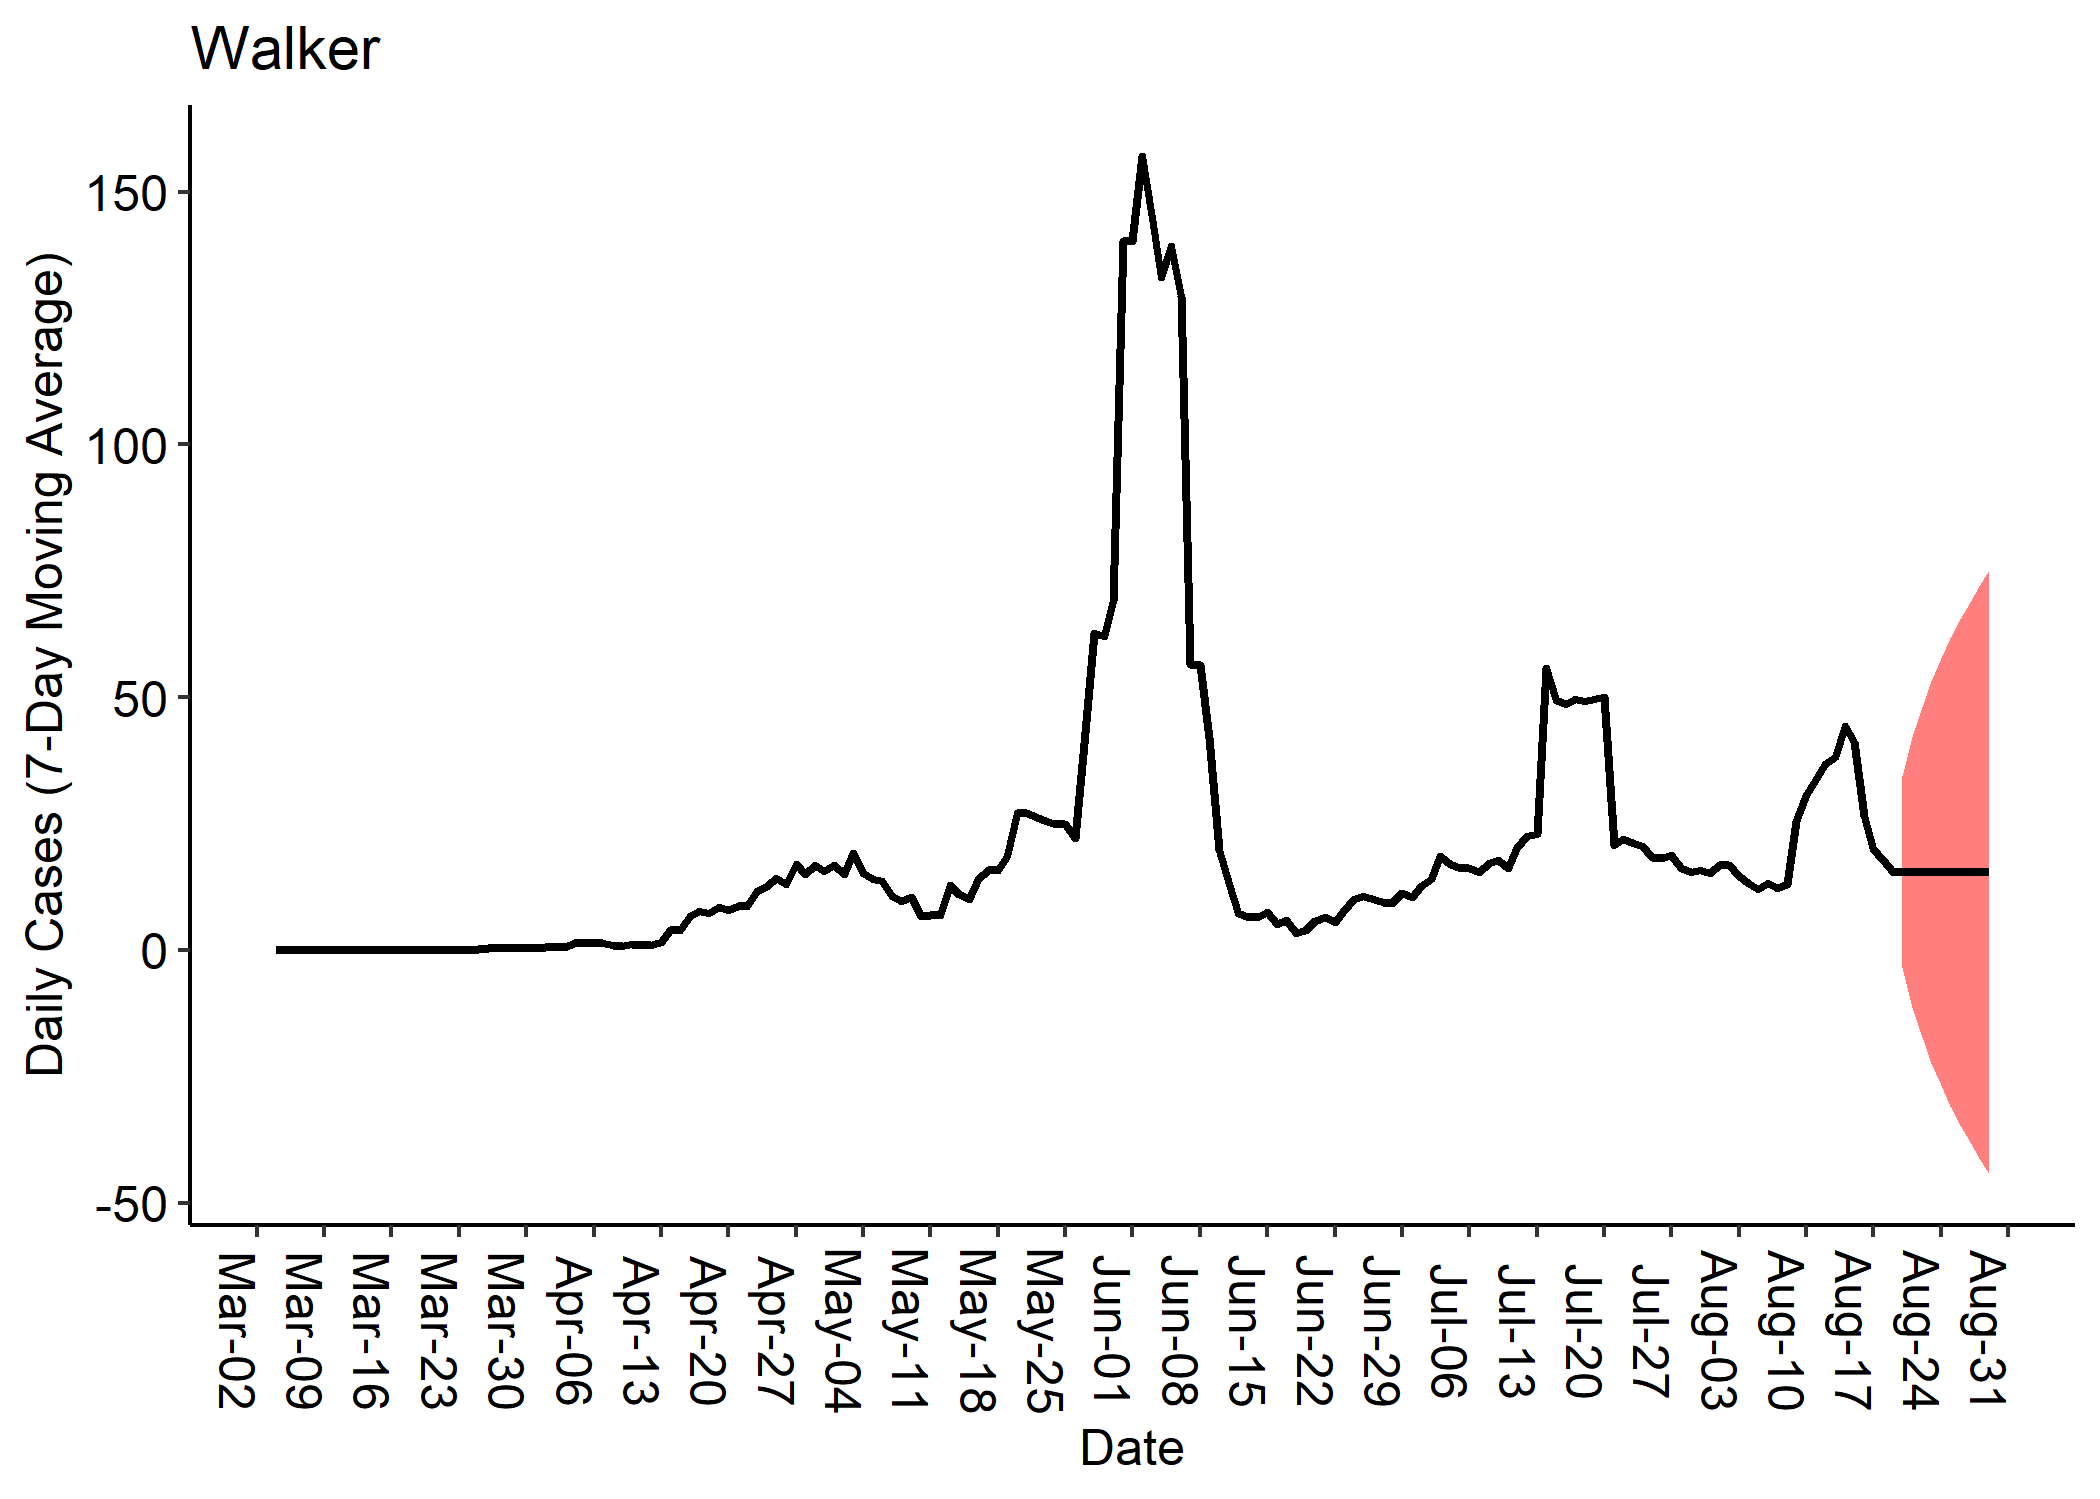 Walker
Daily Cases (7-Day Moving Average)
150
100
50
0
-50
Mar-02
Mar-09
Mar-16
Mar-23
Mar-30
Apr-06
Apr-13
Apr-20
Apr-27
May-04
May-11
May-18
May-25
Jun-01
Jun-08
Jun-15
Jun-22
Jun-29
Jul-06
Jul-13
Jul-20
Jul-27
Aug-03
Aug-10
Aug-17
Aug-24
Aug-31
Date